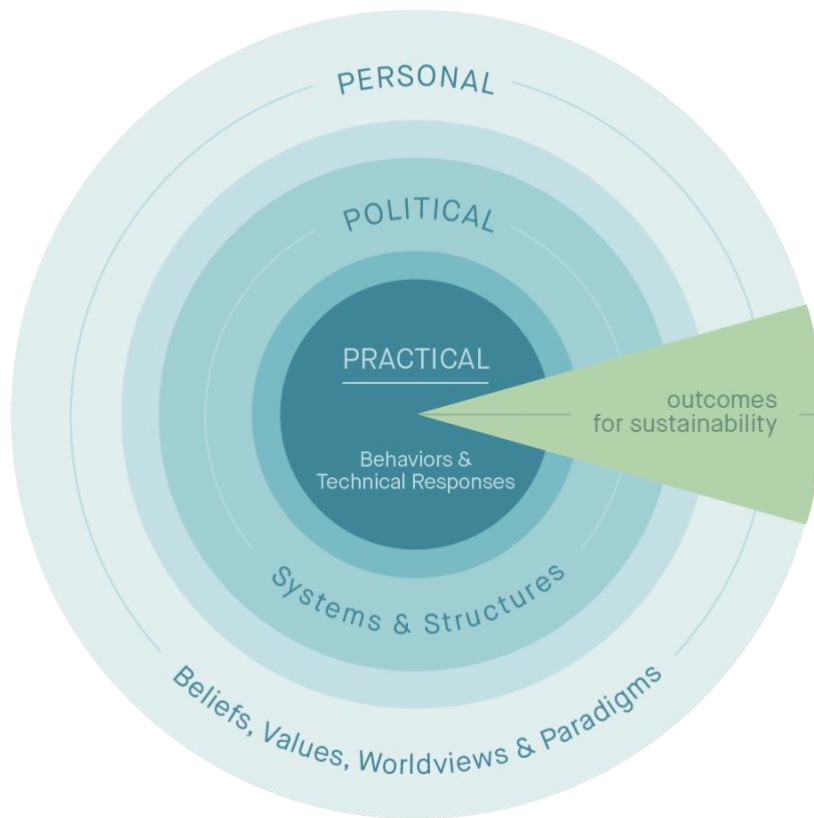 PERSONAL
POLITICAL
PRACTICAL
Behaviors &
Technical Responses
outcomes
for sustainability
Systems & Structures
Beliefs, Values, Worldviews & Paradigms